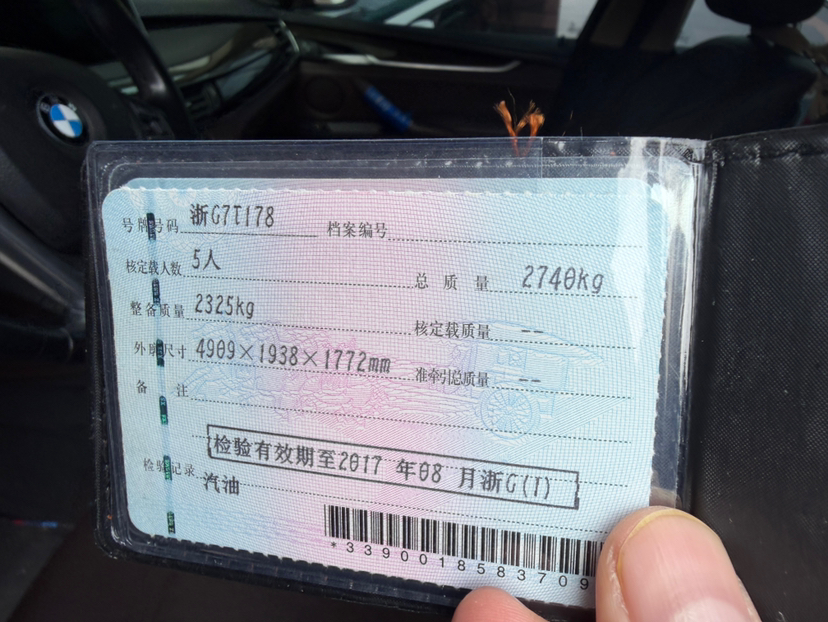 号牌号码 浙G7T178 档案编号
核定载人数 5人 总质量 2740kg
整备质量 2325kg 核定载质量 --
外廓尺寸 4909×1938×1772mm 准牵引总质量 --
备注
检验有效期至2017年08月浙G(I)
检验记录
汽油
*3390018583709